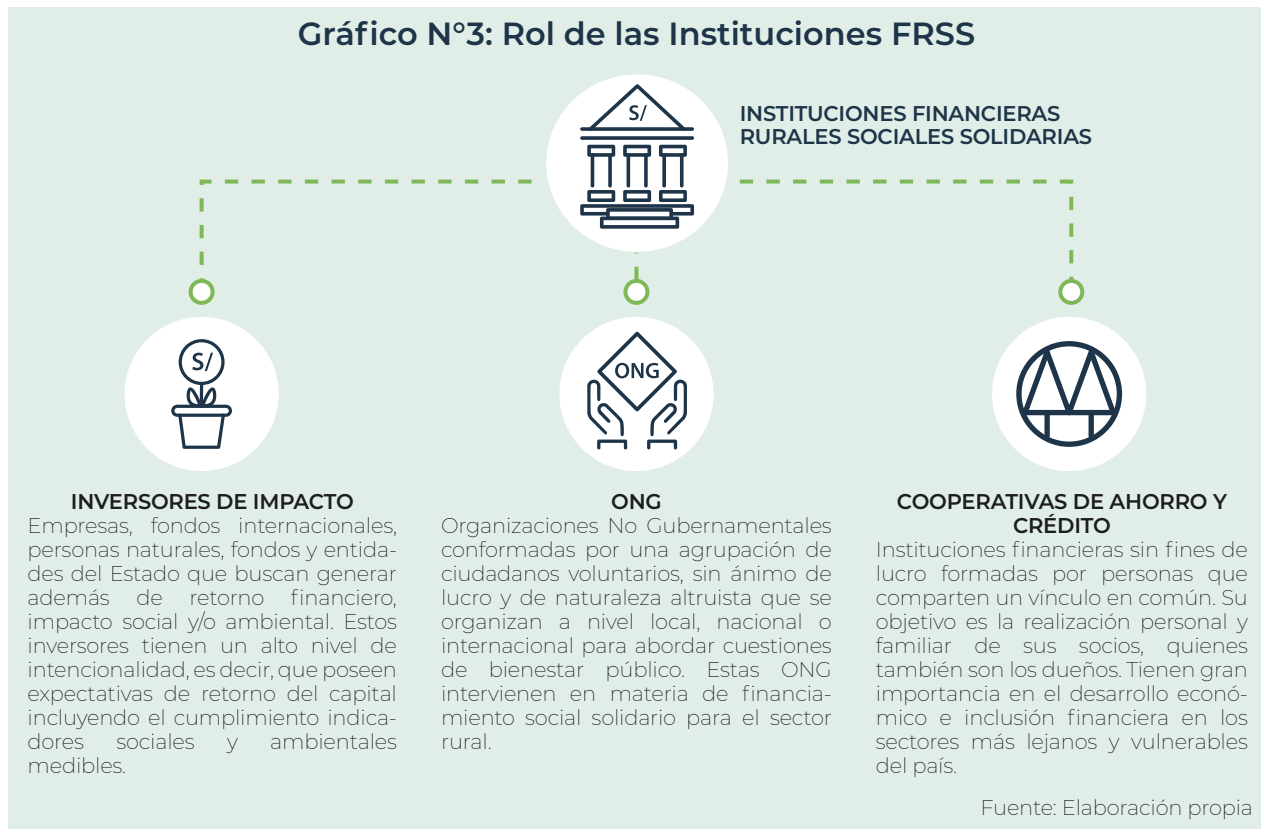 Gráfico N°3: Rol de las Instituciones FRSS
S/
INSTITUCIONES FINANCIERAS
RURALES SOCIALES SOLIDARIAS
S/
INVERSORES DE IMPACTO
Empresas, fondos internacionales,
personas naturales, fondos y entida-
des del Estado que buscan generar
además de retorno financiero,
impacto social y/o ambiental. Estos
inversores tienen un alto nivel de
intencionalidad, es decir, que poseen
expectativas de retorno del capital
incluyendo el cumplimiento indica-
dores sociales y ambientales
medibles.
ONG
ONG
Organizaciones No Gubernamentales
conformadas por una agrupación de
ciudadanos voluntarios, sin ánimo de
lucro y de naturaleza altruista que se
organizan a nivel local, nacional o
internacional para abordar cuestiones
de bienestar público. Estas ONG
intervienen en materia de financia-
miento social solidario para el sector
rural.
COOPERATIVAS DE AHORRO Y
CRÉDITO
Instituciones financieras sin fines de
lucro formadas por personas que
comparten un vínculo en común. Su
objetivo es la realización personal y
familiar de sus socios, quienes
también son los dueños. Tienen gran
importancia en el desarrollo econó-
mico e inclusión financiera en los
sectores más lejanos y vulnerables
del país.
Fuente: Elaboración propia